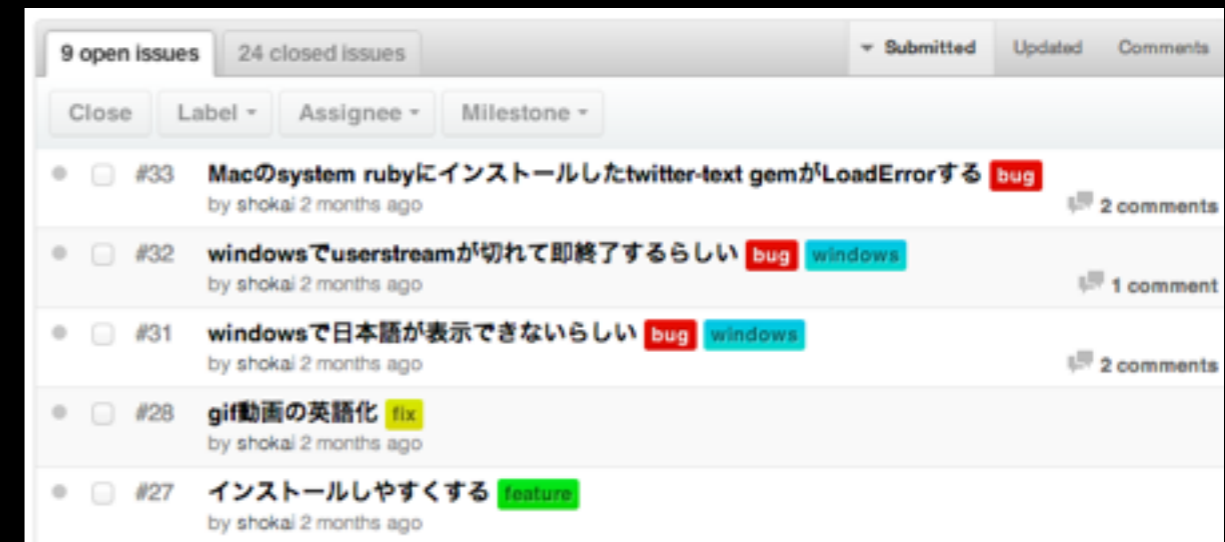 9 open issues 24 closed issues Submitted Updated Comments
Close Label Assignee Milestone
#33 Macのsystem rubyにインストールしたtwitter-text gemがLoadErrorする bug
by shokai 2 months ago 2 comments
#32 windowsでuserstreamが切れて即終了するらしい bug windows
by shokai 2 months ago 1 comment
#31 windowsで日本語が表示できないらしい bug windows
by shokai 2 months ago 2 comments
#28 gif動画の英語化 fix
by shokai 2 months ago
#27 インストールしやすくする feature
by shokai 2 months ago